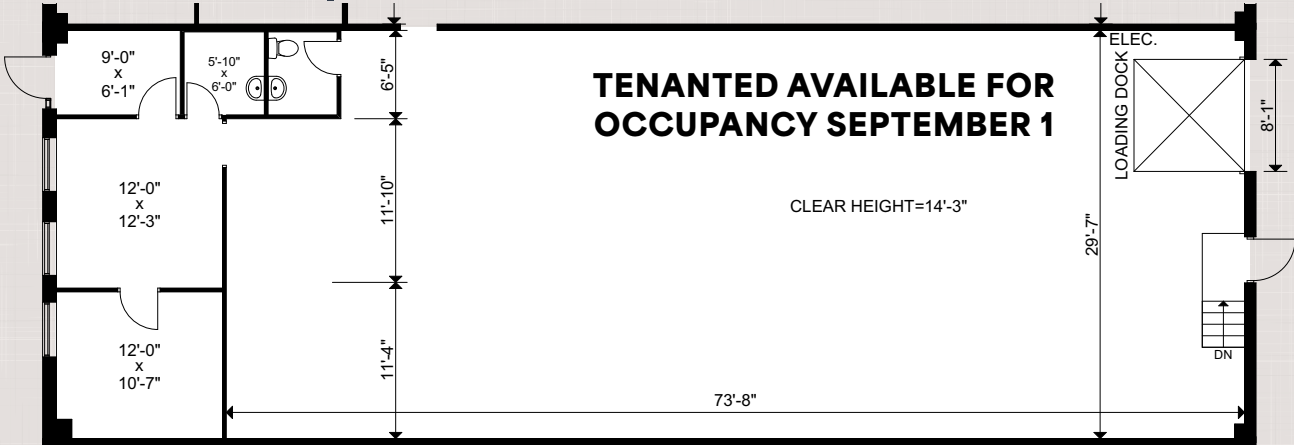 9'-0"
x
6'-1"
5'-10"
x
6'-0"
6'-5"
TENANTED AVAILABLE FOR
OCCUPANCY SEPTEMBER 1
ELEC.
LOADING DOCK
8'-1"
12'-0"
x
12'-3"
11'-10"
CLEAR HEIGHT=14'-3"
29'-7"
12'-0"
x
10'-7"
11'-4"
73'-8"
DN